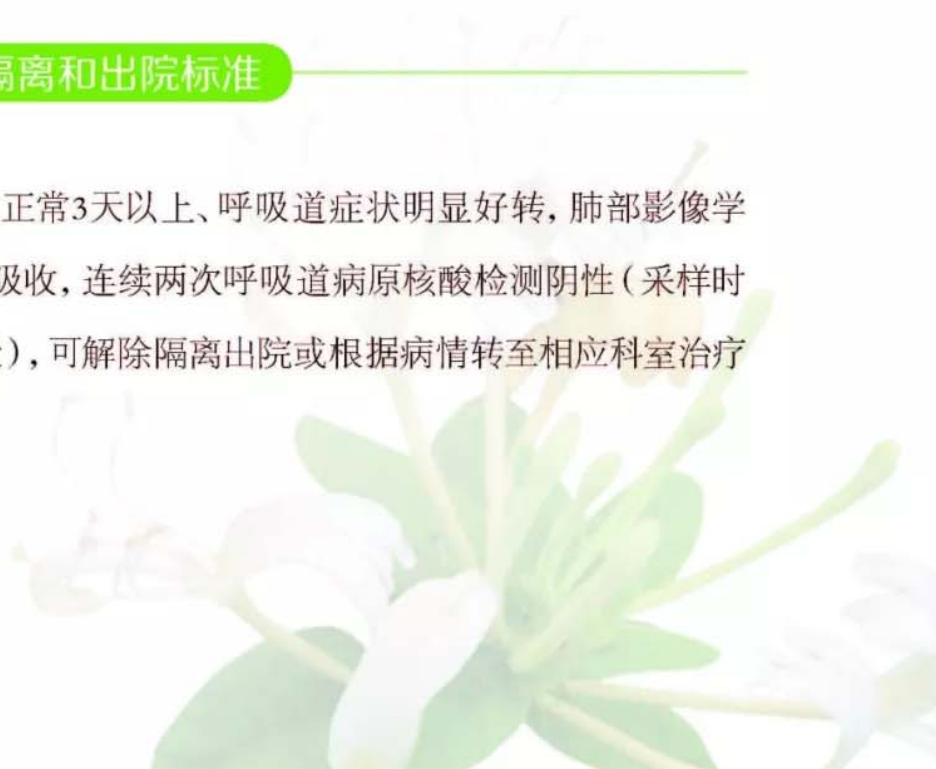 离和出院标准
正常3天以上、呼吸道症状明显好转,肺部影像学
吸收,连续两次呼吸道病原核酸检测阴性(采样时
),可解除隔离出院或根据病情转至相应科室治疗